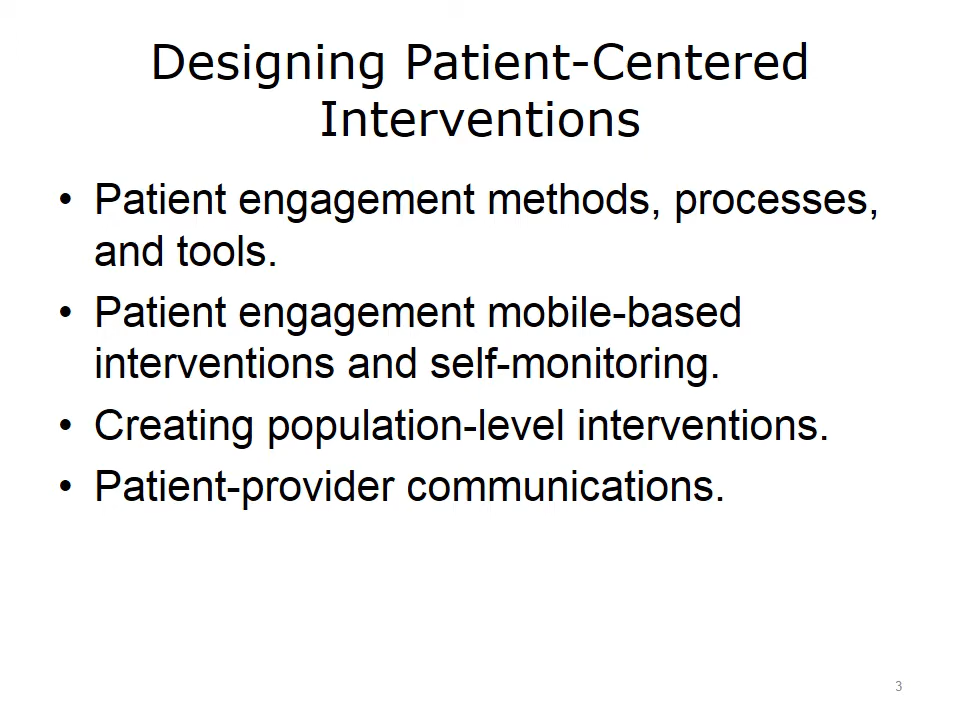 Designing Patient-Centered
Interventions
• Patient engagement methods, processes,
and tools.
• Patient engagement mobile-based
interventions and self-monitoring.
• Creating population-level interventions.
• Patient-provider communications.
3